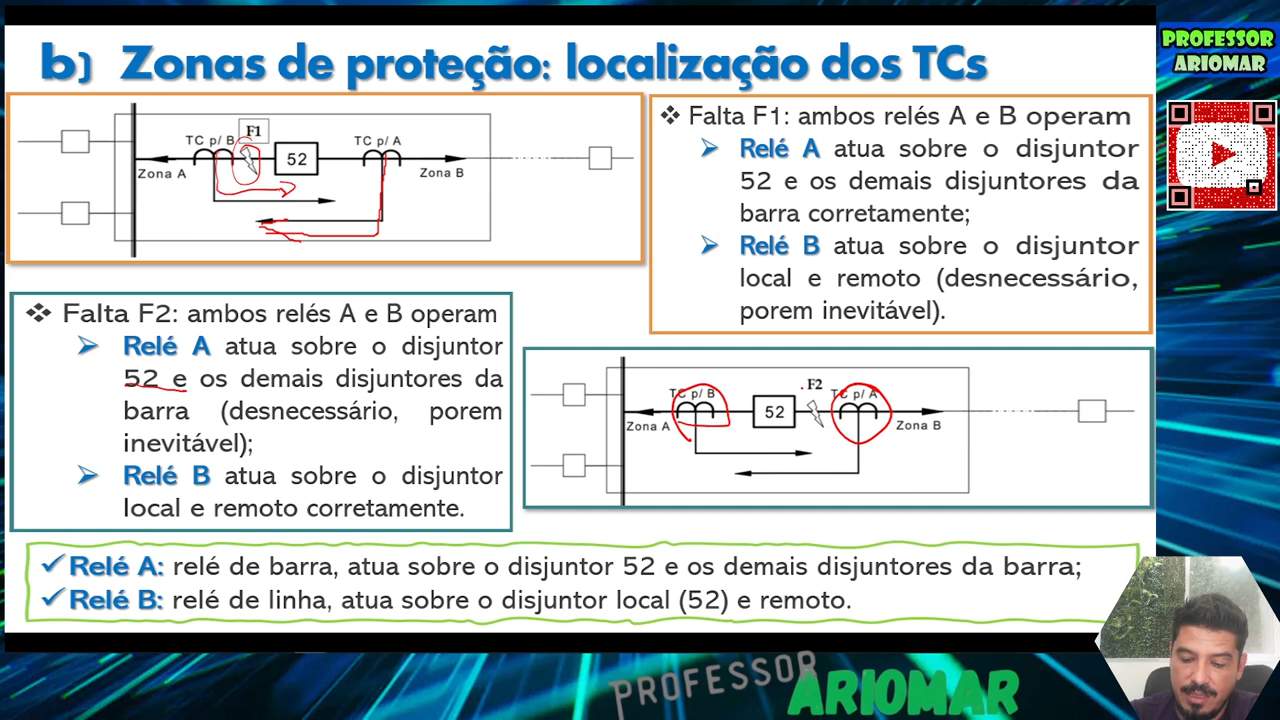 b) Zonas de proteção: localização dos TCs
PROFESSOR
ARIOMAR
TC p/ B
F1
52
TC p/ A
Zona A
Zona B
❖ Falta F1: ambos relés A e B operam
➢ Relé A atua sobre o disjuntor
52 e os demais disjuntores da
barra corretamente;
➢ Relé B atua sobre o disjuntor
local e remoto (desnecessário,
porem inevitável).
❖ Falta F2: ambos relés A e B operam
➢ Relé A atua sobre o disjuntor
52 e os demais disjuntores da
barra (desnecessário, porem
inevitável);
➢ Relé B atua sobre o disjuntor
local e remoto corretamente.
TC p/ B
52
F2
TC p/ A
Zona A
Zona B
✓ Relé A: relé de barra, atua sobre o disjuntor 52 e os demais disjuntores da barra;
✓ Relé B: relé de linha, atua sobre o disjuntor local (52) e remoto.
PROFESSOR
ARIOMAR